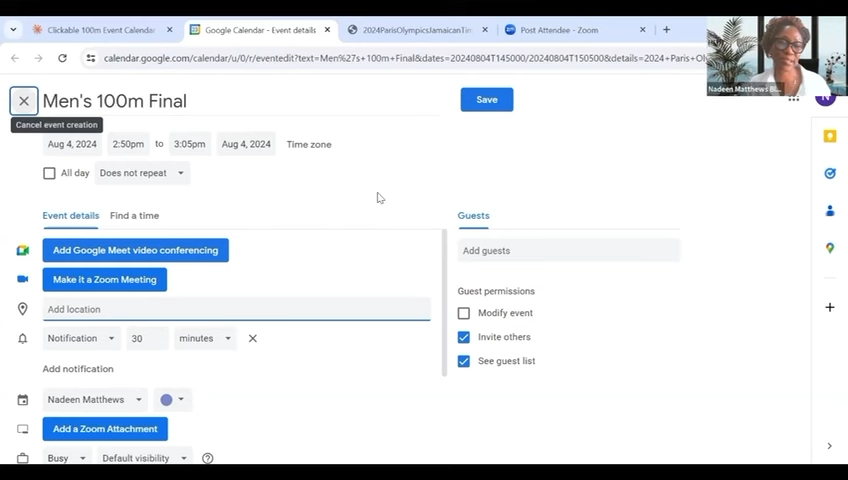 Clickable 100m Event Calendar
Google Calendar - Event details
2024ParisOlympicsJamaicanTim
Post Attendee - Zoom
calendar.google.com/calendar/u/0/r/eventedit?text=Men%27s+100m+Final&dates=20240804T145000/20240804T150500&details=2024+Paris+Ol
Nadeen Matthews Bl...
Men's 100m Final
Save
Cancel event creation
Aug 4, 2024 2:50pm to 3:05pm Aug 4, 2024 Time zone
All day Does not repeat
Event details Find a time
Guests
Add Google Meet video conferencing
Add guests
Make it a Zoom Meeting
Guest permissions
Add location
Modify event
Notification 30 minutes
Invite others
See guest list
Add notification
Nadeen Matthews
Add a Zoom Attachment
Busy Default visibility